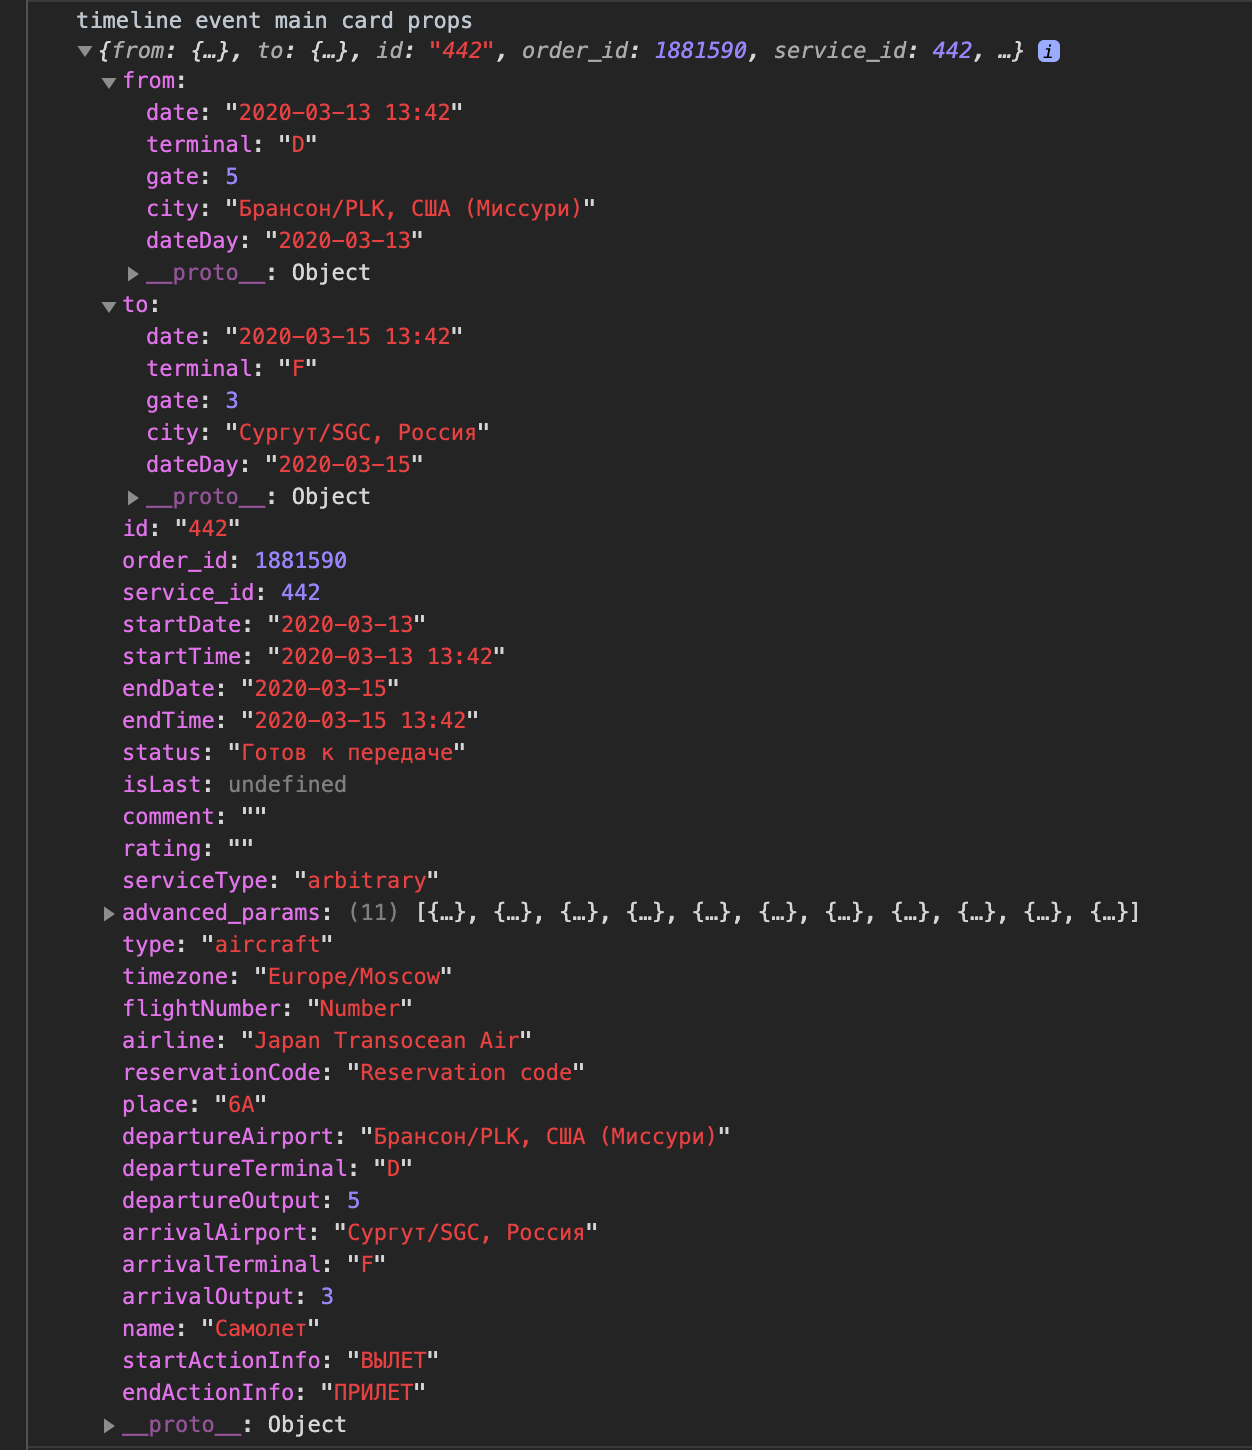 timeline event main card props
{from: {…}, to: {…}, id: "442", order_id: 1881590, service_id: 442, …} i
from:
date: "2020-03-13 13:42"
terminal: "D"
gate: 5
city: "Брансон/PLK, США (Миссури)"
dateDay: "2020-03-13"
__proto__: Object
to:
date: "2020-03-15 13:42"
terminal: "F"
gate: 3
city: "Сургут/SGC, Россия"
dateDay: "2020-03-15"
__proto__: Object
id: "442"
order_id: 1881590
service_id: 442
startDate: "2020-03-13"
startTime: "2020-03-13 13:42"
endDate: "2020-03-15"
endTime: "2020-03-15 13:42"
status: "Готов к передаче"
isLast: undefined
comment: ""
rating: ""
serviceType: "arbitrary"
advanced_params: (11) [{…}, {…}, {…}, {…}, {…}, {…}, {…}, {…}, {…}, {…}, {…}]
type: "aircraft"
timezone: "Europe/Moscow"
flightNumber: "Number"
airline: "Japan Transocean Air"
reservationCode: "Reservation code"
place: "6A"
departureAirport: "Брансон/PLK, США (Миссури)"
departureTerminal: "D"
departureOutput: 5
arrivalAirport: "Сургут/SGC, Россия"
arrivalTerminal: "F"
arrivalOutput: 3
name: "Самолет"
startActionInfo: "ВЫЛЕТ"
endActionInfo: "ПРИЛЕТ"
__proto__: Object